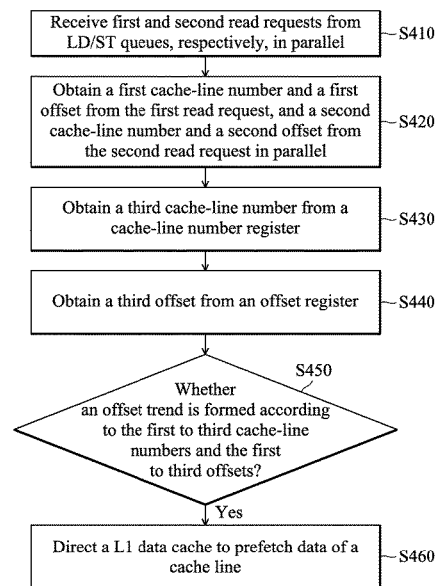 Receive first and second read requests from
LD/ST queues, respectively, in parallel
S410
Obtain a first cache-line number and a first
offset from the first read request, and a second
cache-line number and a second offset from
the second read request in parallel
S420
Obtain a third cache-line number from a
cache-line number register
S430
Obtain a third offset from an offset register
S440
S450
Whether
an offset trend is formed according
to the first to third cache-line
numbers and the first
to third offsets?
Yes
Direct a L1 data cache to prefetch data of a
cache line
S460